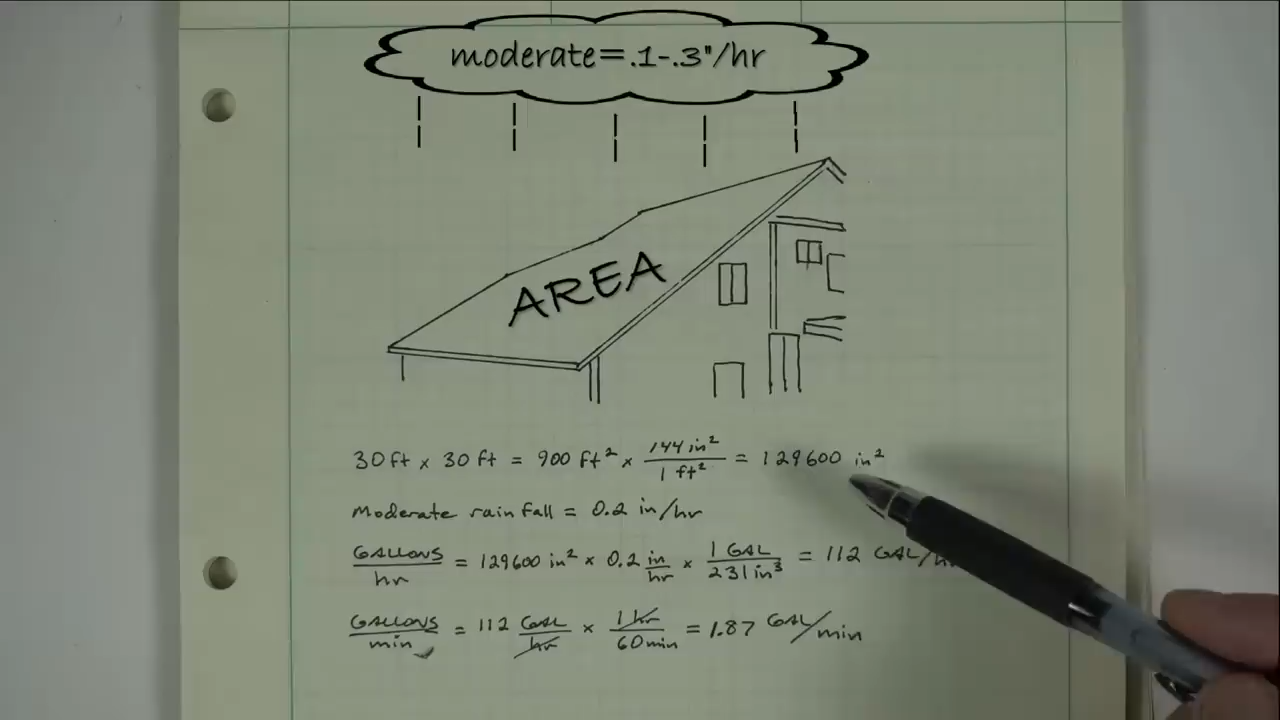 moderate=.1-.3"/hr
AREA
30 ft x 30 ft = 900 ft² x 144 in² / 1 ft² = 129600 in²
Moderate rain fall = 0.2 in/hr
GALLONS / hr = 129600 in² x 0.2 in / hr x 1 GAL / 231 in³ = 112 GAL/hr
GALLONS / min = 112 GAL / hr x 1 hr / 60 min = 1.87 GAL/min